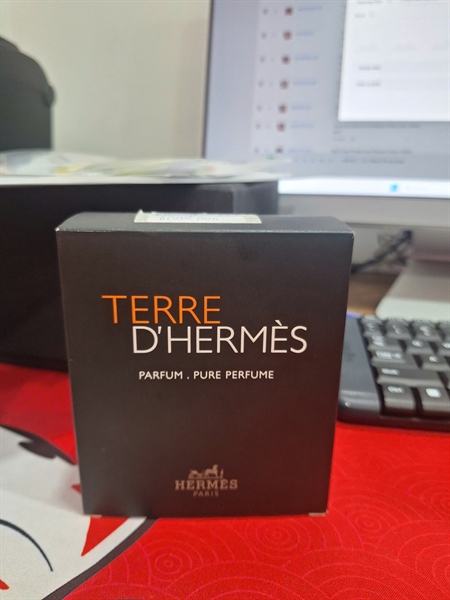 TERRE
D'HERMÈS
PARFUM . PURE PERFUME
HERMÈS
PARIS